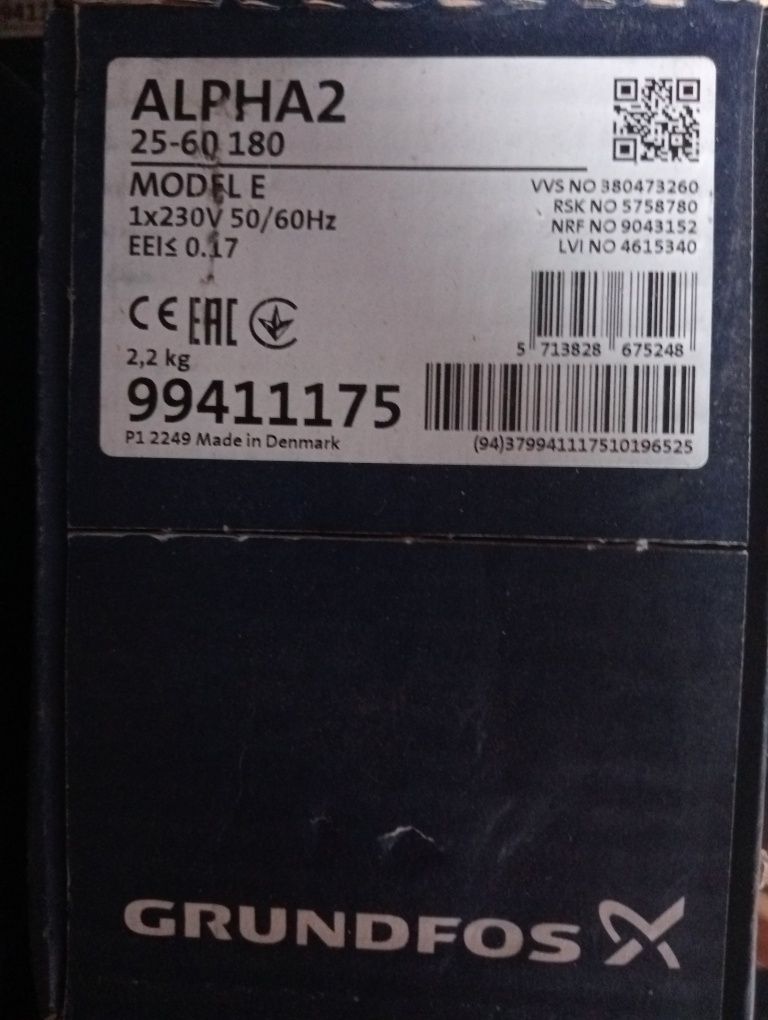 ALPHA2
25-60 180
MODEL E
1x230V 50/60Hz
EEI≤ 0.17
VVS NO 380473260
RSK NO 5758780
NRF NO 9043152
LVI NO 4615340
CE EAC
5 713828 675248
2,2 kg
99411175
P1 2249 Made in Denmark
(94)379941117510196525
GRUNDFOS